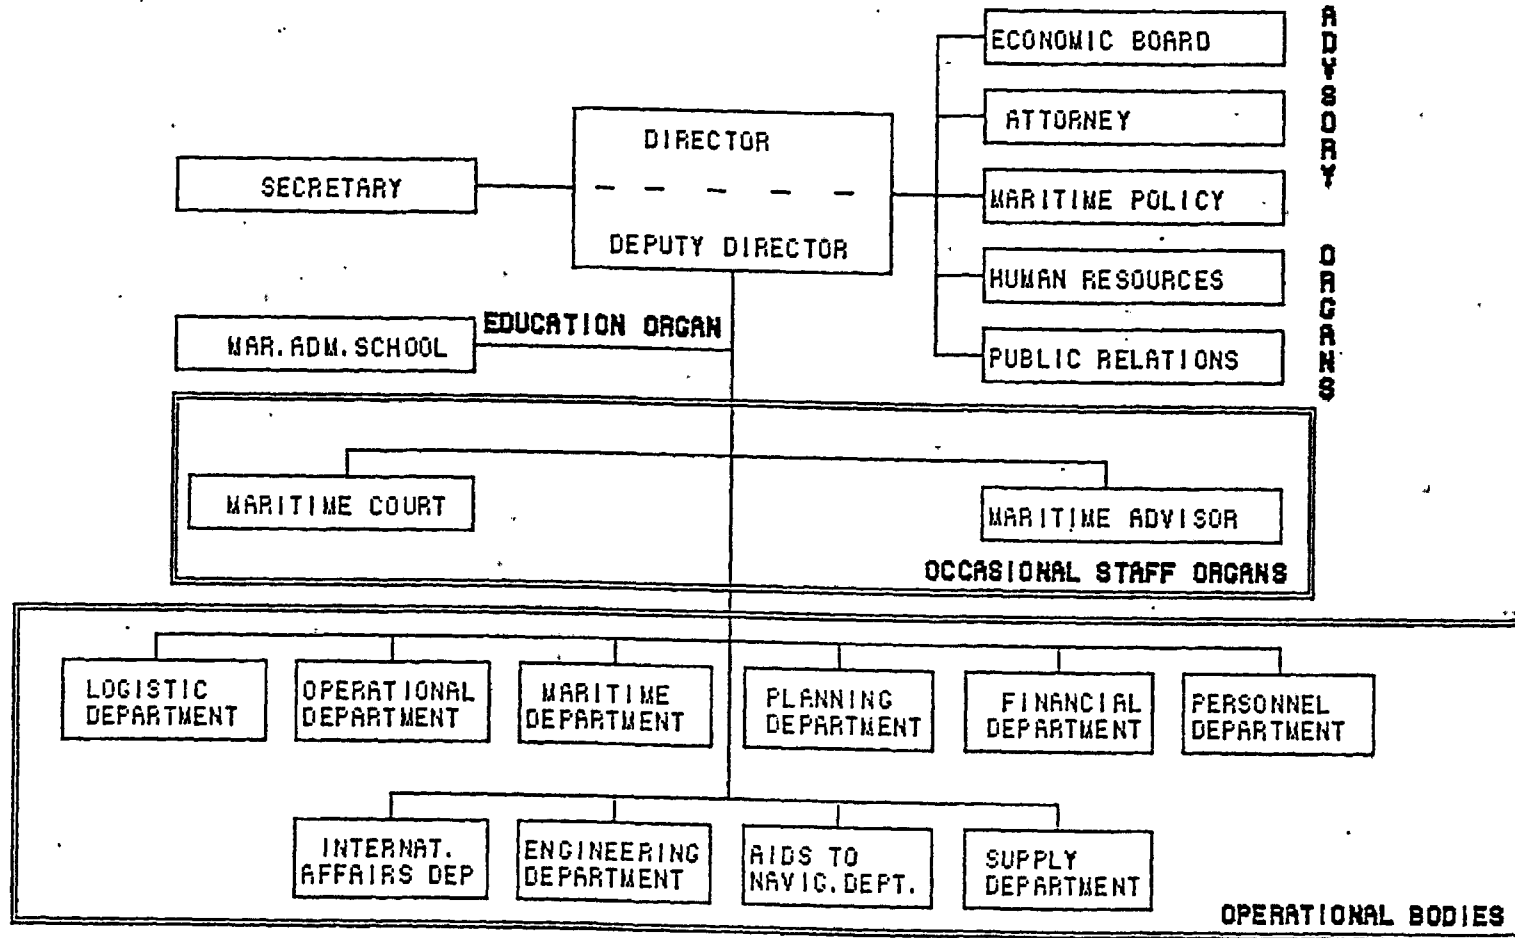 ECONOMIC BOARD
ATTORNEY
MARITIME POLICY
HUMAN RESOURCES
PUBLIC RELATIONS
ADYSORY ORGANS
DIRECTOR
DEPUTY DIRECTOR
SECRETARY
EDUCATION ORGAN
MAR.ADM.SCHOOL
MARITIME COURT
MARITIME ADVISOR
OCCASIONAL STAFF ORGANS
LOGISTIC
DEPARTMENT
OPERATIONAL
DEPARTMENT
MARITIME
DEPARTMENT
PLANNING
DEPARTMENT
FINANCIAL
DEPARTMENT
PERSONNEL
DEPARTMENT
INTERNAT.
AFFAIRS DEP
ENGINEERING
DEPARTMENT
AIDS TO
NAVIG.DEPT.
SUPPLY
DEPARTMENT
OPERATIONAL BODIES